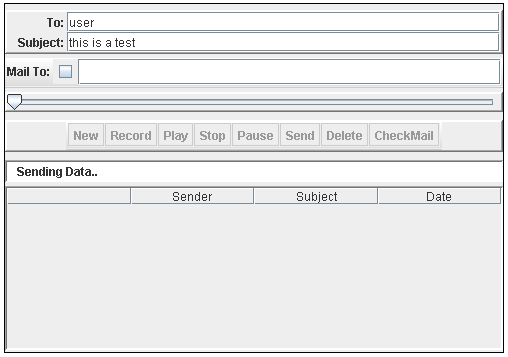 To: user
Subject: this is a test
Mail To:
New Record Play Stop Pause Send Delete CheckMail
Sending Data..
Sender Subject Date